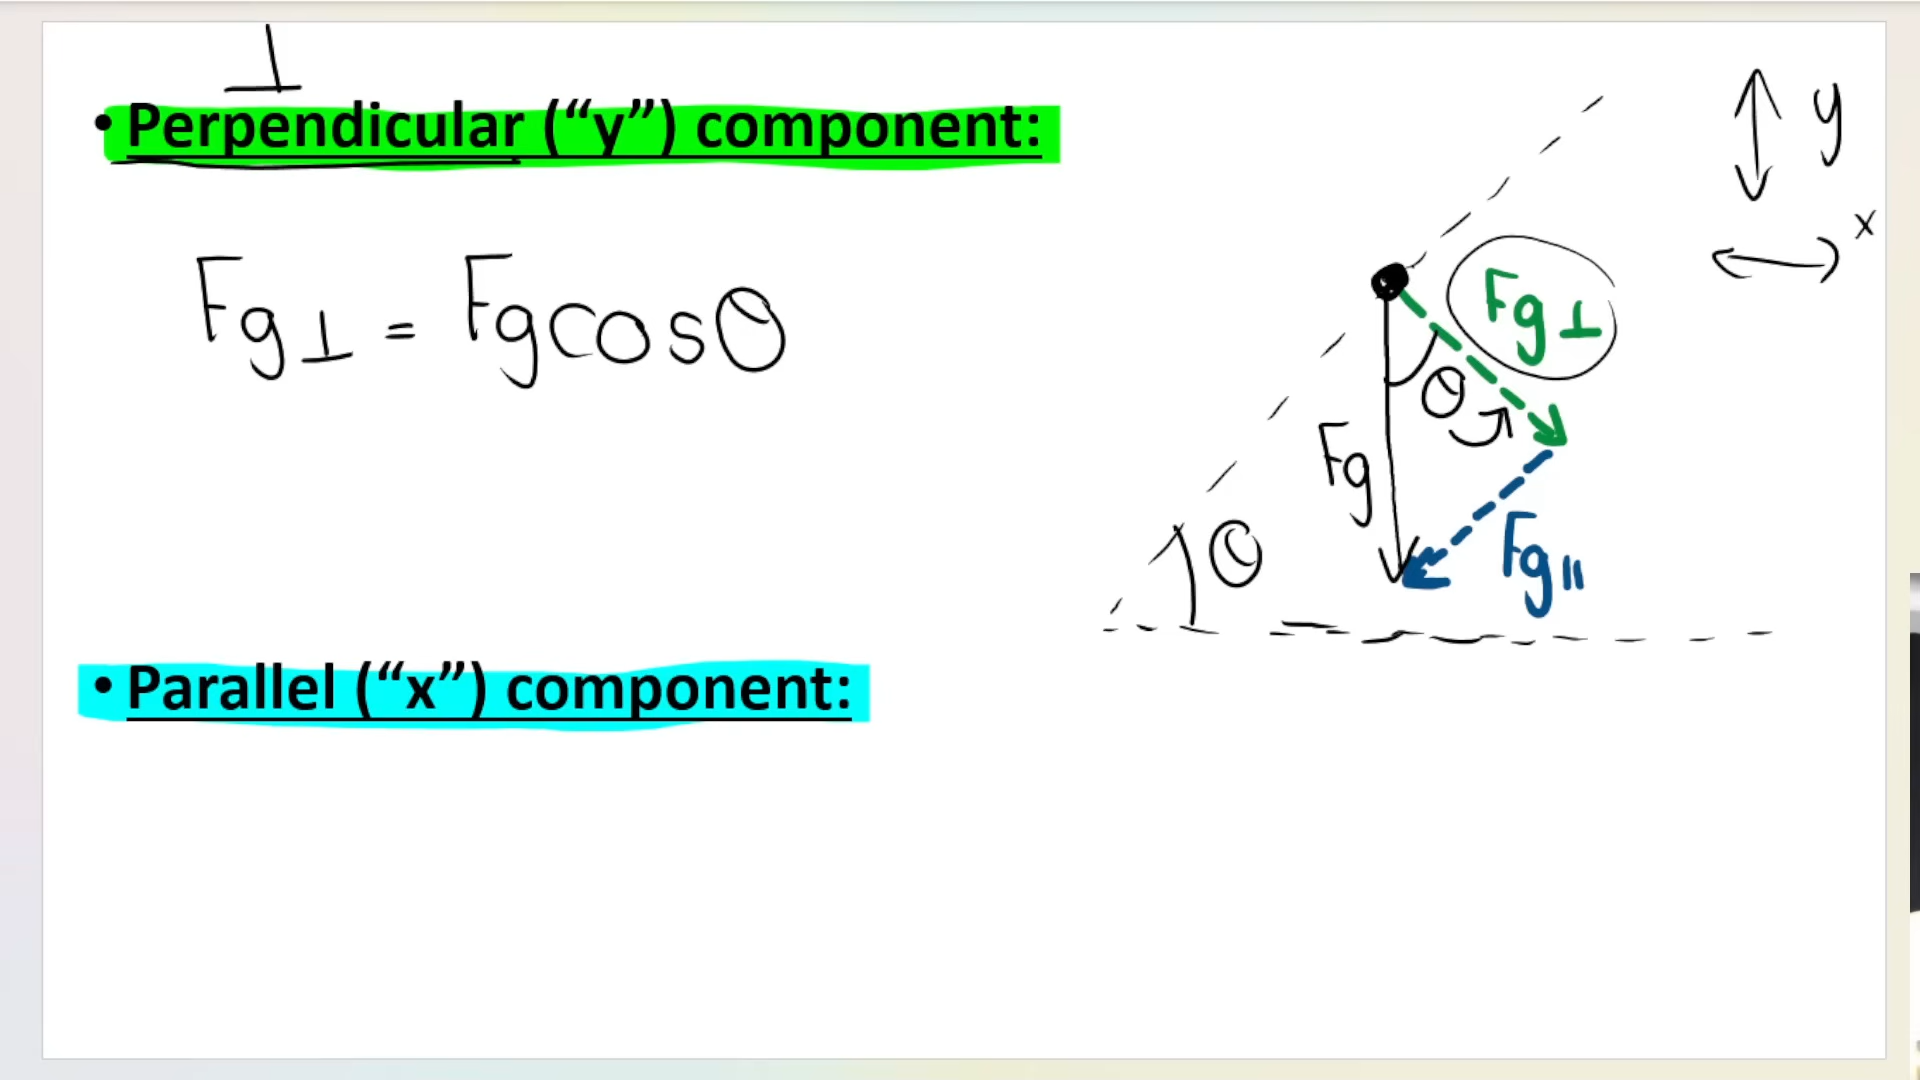 ⊥
• Perpendicular (“y”) component:
Fg⊥ = Fgcosθ
• Parallel (“x”) component:
y
x
Fg⊥
θ
Fg
θ
Fg||